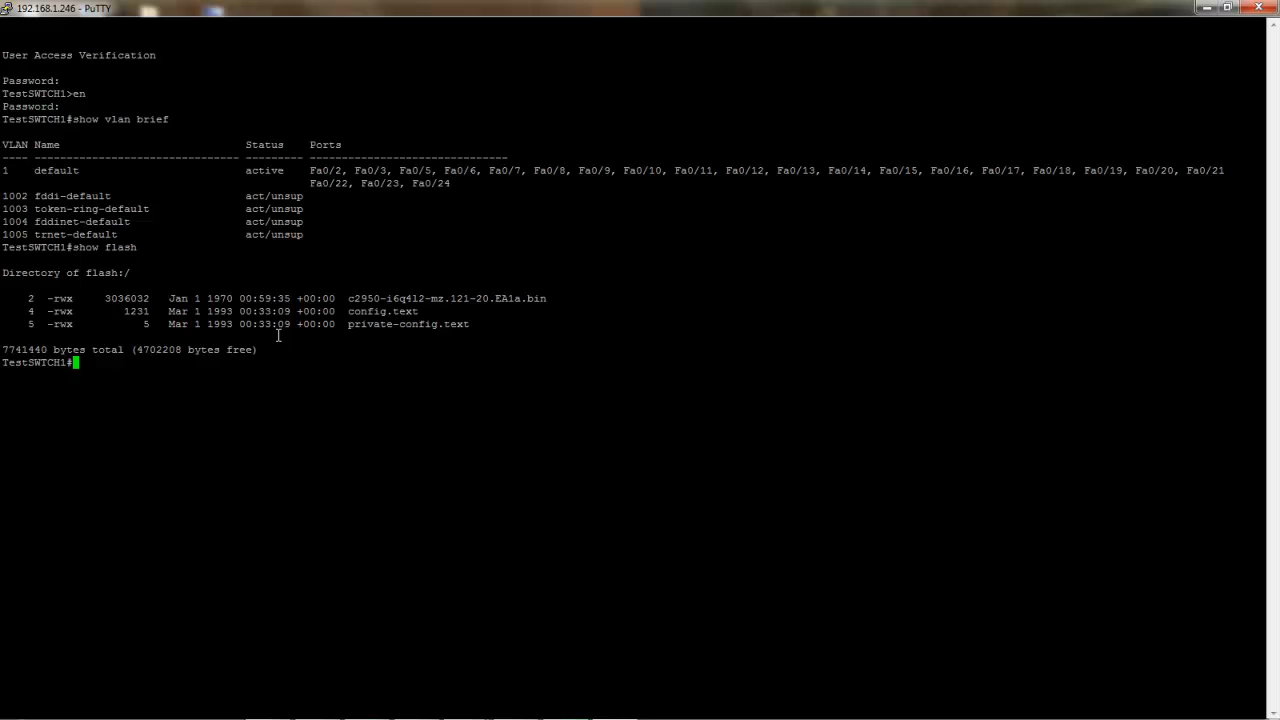 192.168.1.246 - PuTTY
User Access Verification
Password:
TestSWTCH1>en
Password:
TestSWTCH1#show vlan brief
VLAN Name                             Status    Ports
---- -------------------------------- --------- -------------------------------
1    default                          active    Fa0/2, Fa0/3, Fa0/5, Fa0/6, Fa0/7, Fa0/8, Fa0/9, Fa0/10, Fa0/11, Fa0/12, Fa0/13, Fa0/14, Fa0/15, Fa0/16, Fa0/17, Fa0/18, Fa0/19, Fa0/20, Fa0/21
                                                Fa0/22, Fa0/23, Fa0/24
1002 fddi-default                     act/unsup
1003 token-ring-default               act/unsup
1004 fddinet-default                  act/unsup
1005 trnet-default                    act/unsup
TestSWTCH1#show flash
Directory of flash:/
    2  -rwx     3036032   Jan 1 1970 00:59:35 +00:00  c2950-i6q4l2-mz.121-20.EA1a.bin
    4  -rwx        1231   Mar 1 1993 00:33:09 +00:00  config.text
    5  -rwx           5   Mar 1 1993 00:33:09 +00:00  private-config.text
7741440 bytes total (4702208 bytes free)
TestSWTCH1#